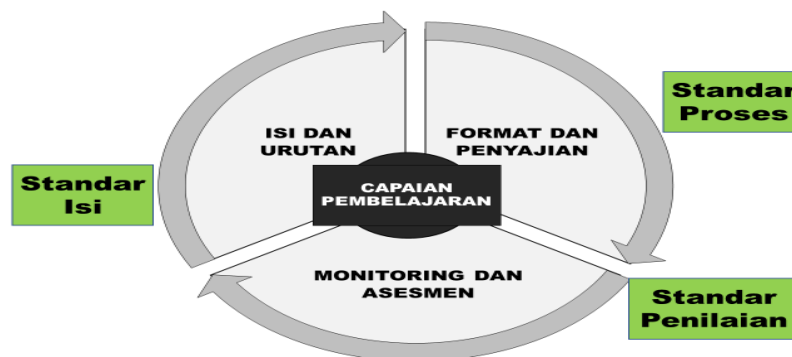 Standar
Proses
ISI DAN
URUTAN
FORMAT DAN
PENYAJIAN
Standar
Isi
CAPAIAN
PEMBELAJARAN
MONITORING DAN
ASESMEN
Standar
Penilaian